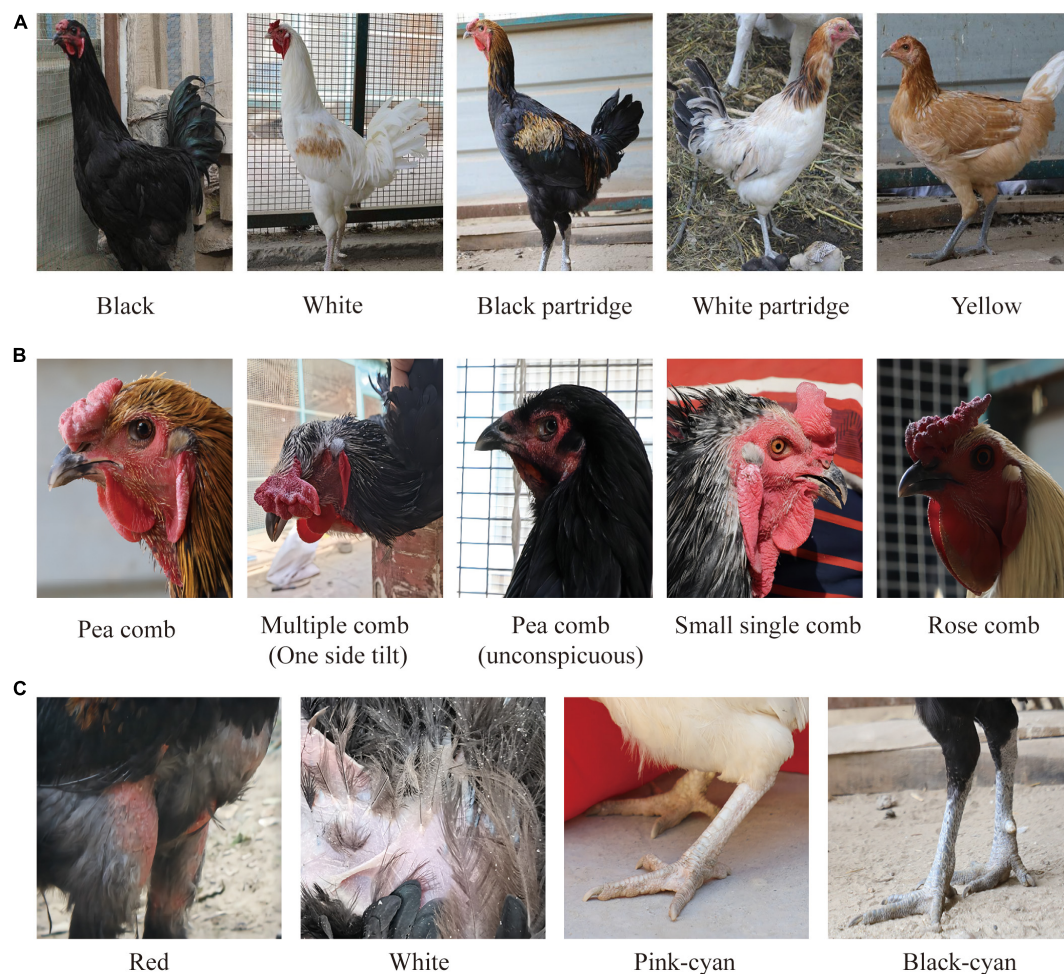 A
Black
White
Black partridge
White partridge
Yellow
B
Pea comb
Multiple comb
(One side tilt)
Pea comb
(unconspicuous)
Small single comb
Rose comb
C
Red
White
Pink-cyan
Black-cyan